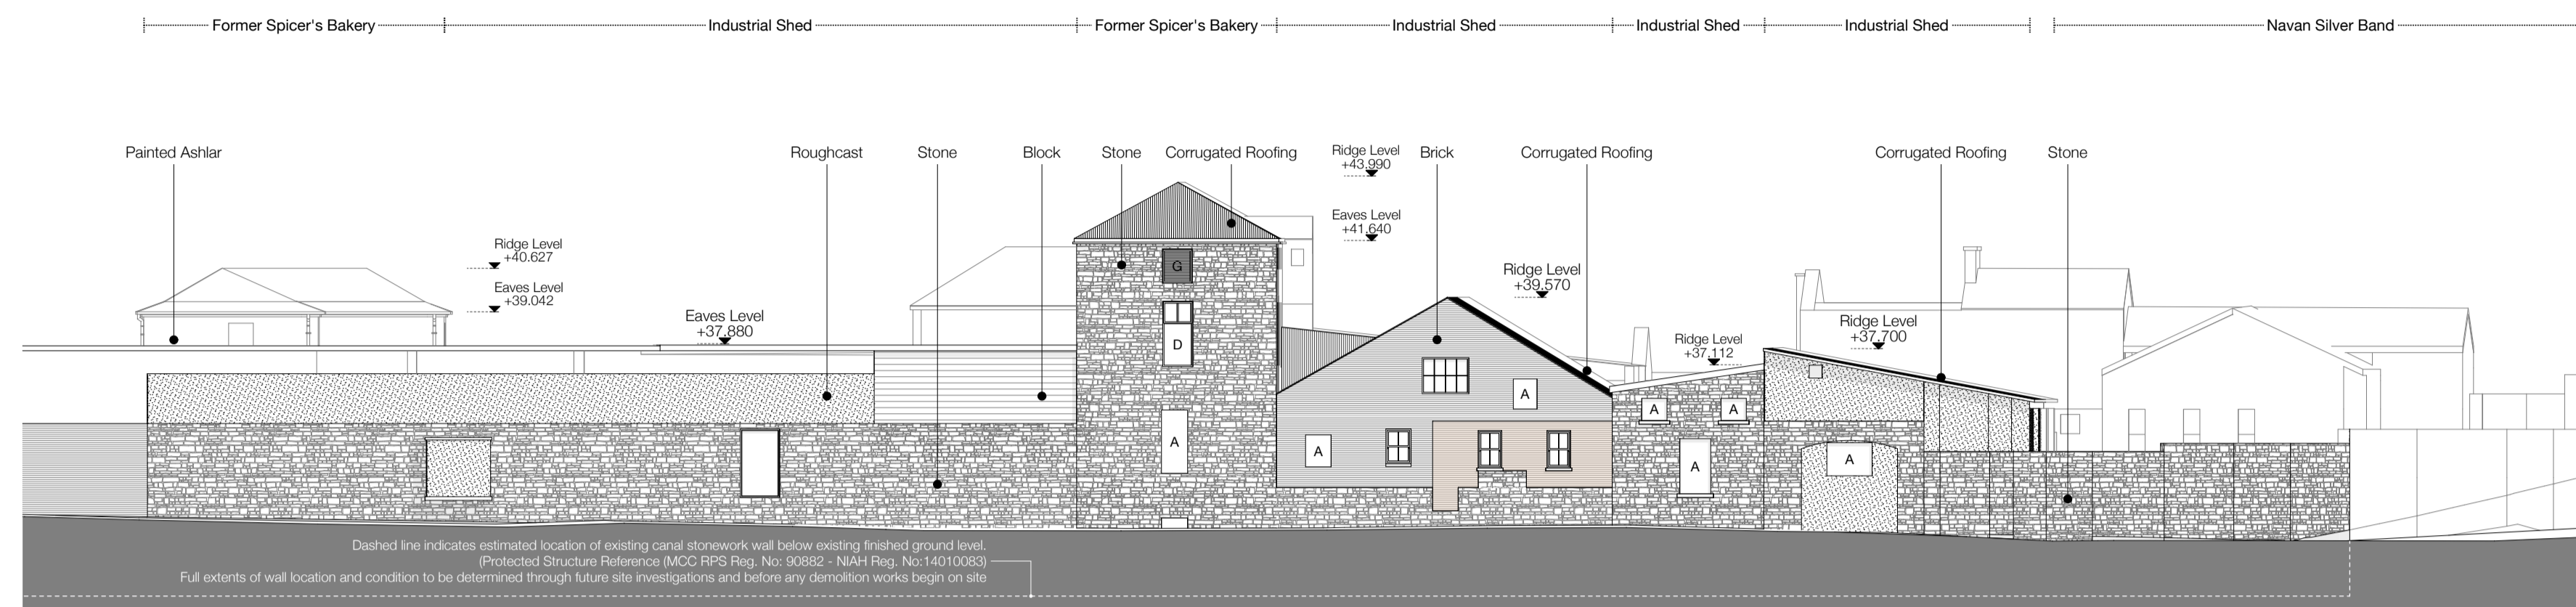 Former Spicer's Bakery
Industrial Shed
Former Spicer's Bakery
Industrial Shed
Industrial Shed
Industrial Shed
Navan Silver Band
Painted Ashlar
Roughcast
Stone
Block
Stone
Corrugated Roofing
Ridge Level
+43.990
Brick
Corrugated Roofing
Corrugated Roofing
Stone
Eaves Level
+41.640
Ridge Level
+40.627
Eaves Level
+39.042
Eaves Level
+37.880
Ridge Level
+39.570
Ridge Level
+37.112
Ridge Level
+37.700
G
D
A
A
A
A
A
A
A
Dashed line indicates estimated location of existing canal stonework wall below existing finished ground level.
(Protected Structure Reference (MCC RPS Reg. No: 90882 - NIAH Reg. No:14010083)
Full extents of wall location and condition to be determined through future site investigations and before any demolition works begin on site